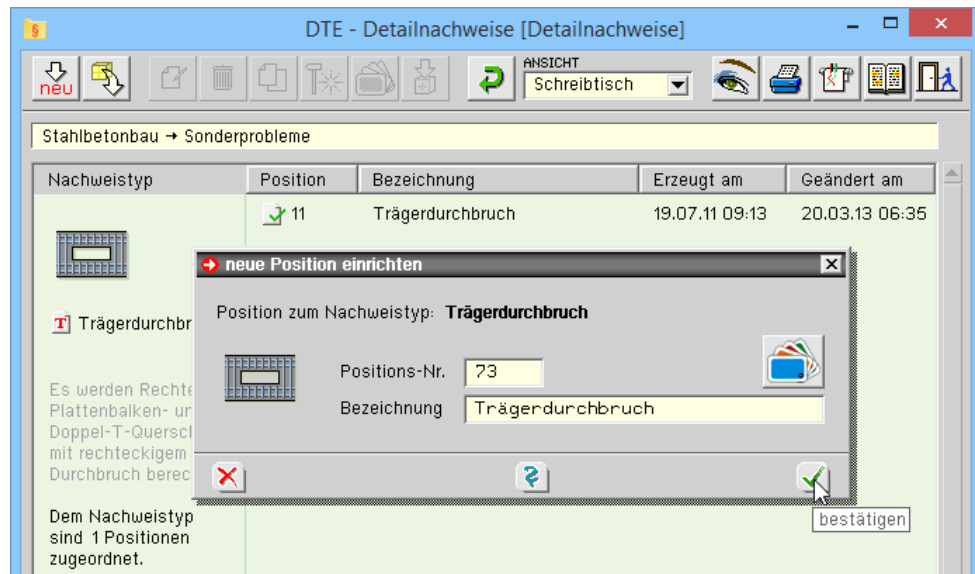 §
DTE - Detailnachweise [Detailnachweise]
neu
ANSICHT
Schreibtisch
Stahlbetonbau → Sonderprobleme
Nachweistyp Position Bezeichnung Erzeugt am Geändert am
11 Trägerdurchbruch 19.07.11 09:13 20.03.13 06:35
neue Position einrichten
Position zum Nachweistyp: Trägerdurchbruch
T Trägerdurchbr
Positions-Nr. 73
Bezeichnung Trägerdurchbruch
Es werden Rechte
Plattenbalken- un
Doppel-T-Quersch
mit rechteckigem
Durchbruch berec
bestätigen
Dem Nachweistyp
sind 1 Positionen
zugeordnet.